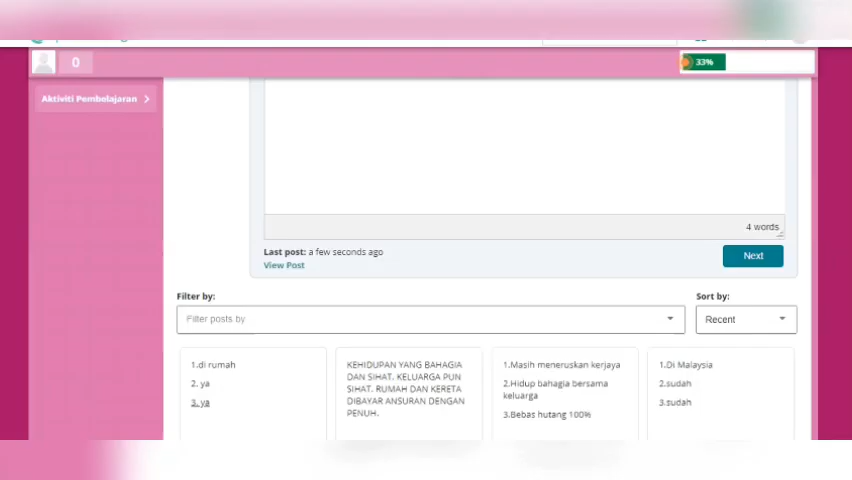 0
33%
Aktiviti Pembelajaran
4 words
Last post: a few seconds ago
Next
View Post
Filter by:
Sort by:
Filter posts by
Recent
1.di rumah
2. ya
3. ya
KEHIDUPAN YANG BAHAGIA
DAN SIHAT. KELUARGA PUN
SIHAT. RUMAH DAN KERETA
DIBAYAR ANSURAN DENGAN
PENUH.
1.Masih meneruskan kerjaya
2.Hidup bahagia bersama
keluarga
3.Bebas hutang 100%
1.Di Malaysia
2.sudah
3.sudah